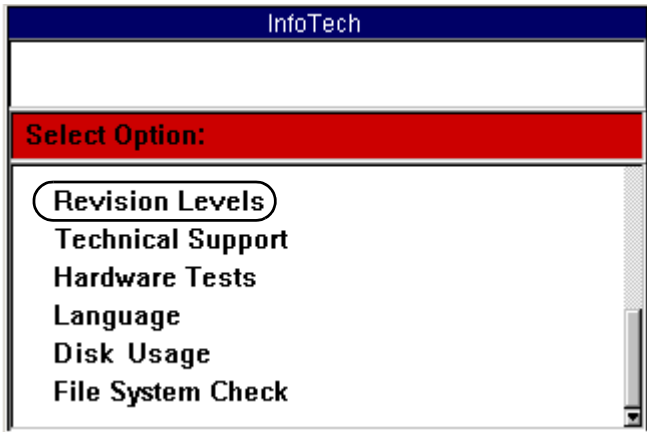 InfoTech
Select Option:
Revision Levels
Technical Support
Hardware Tests
Language
Disk Usage
File System Check